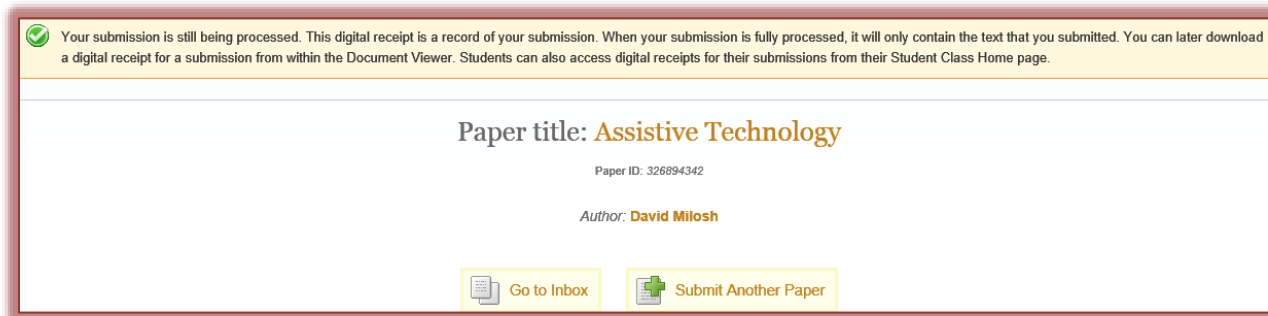 Your submission is still being processed. This digital receipt is a record of your submission. When your submission is fully processed, it will only contain the text that you submitted. You can later download
a digital receipt for a submission from within the Document Viewer. Students can also access digital receipts for their submissions from their Student Class Home page.
Paper title: Assistive Technology
Paper ID: 326894342
Author: David Milosh
Go to Inbox
Submit Another Paper